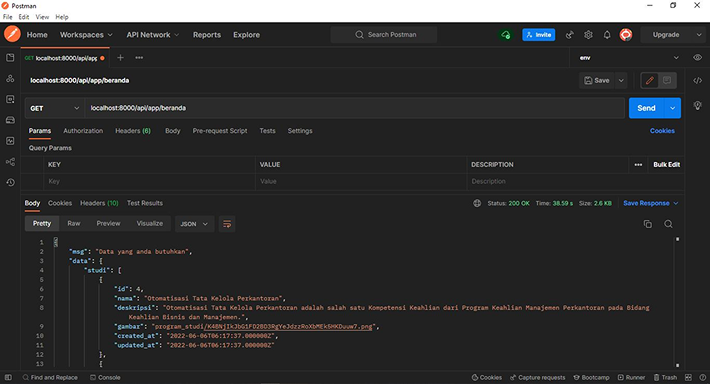 Postman
File Edit View Help
Home Workspaces API Network Reports Explore Search Postman Invite Upgrade
GET localhost:8000/api/app env
localhost:8000/api/app/beranda Save
GET localhost:8000/api/app/beranda Send
Params Authorization Headers (6) Body Pre-request Script Tests Settings Cookies
Query Params
KEY VALUE DESCRIPTION Bulk Edit
Key Value Description
Body Cookies Headers (10) Test Results Status: 200 OK Time: 38.59 s Size: 2.6 KB Save Response
Pretty Raw Preview Visualize JSON
1 {
2 "msg": "Data yang anda butuhkan",
3 "data": {
4 "studi": [
5 {
6 "id": 4,
7 "nama": "Otomatisasi Tata Kelola Perkantoran",
8 "deskripsi": "Otomatisasi Tata Kelola Perkantoran adalah salah satu Kompetensi Keahlian dari Program Keahlian Manajemen Perkantoran pada Bidang
Keahlian Bisnis dan Manajemen.",
9 "gambar": "program_studi/
10 "created_at": "2022-06-06T06:17:37.000000Z",
11 "updated_at": "2022-06-06T06:17:37.000000Z"
12 },
13 {
Find and Replace Console Cookies Capture requests Bootcamp Runner Trash